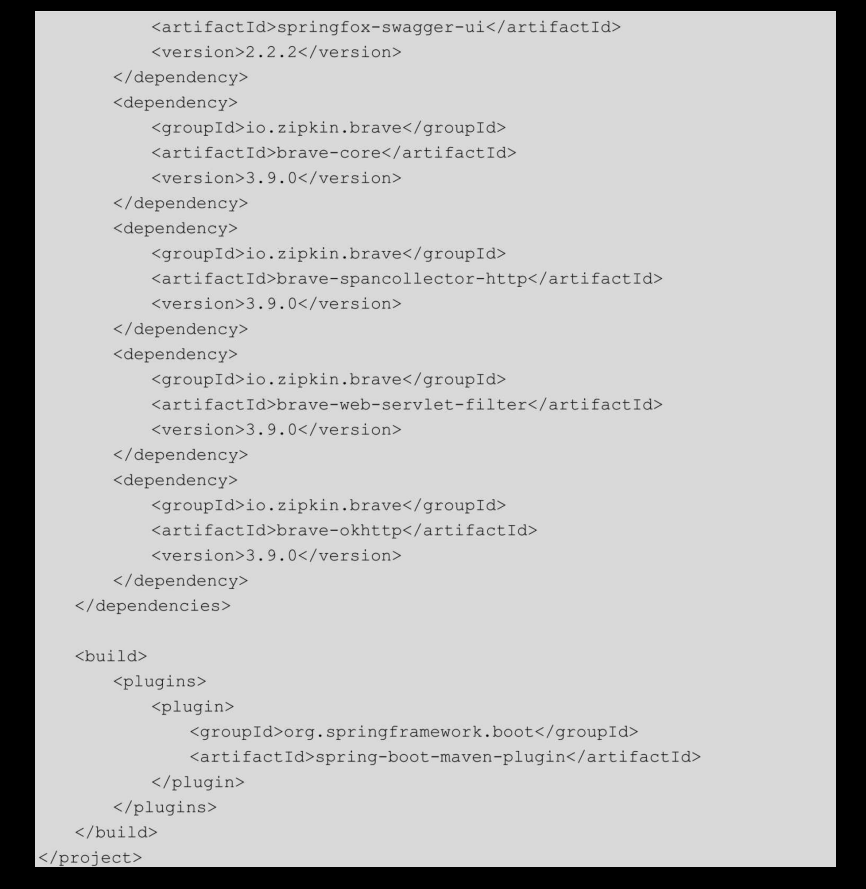 <artifactId>springfox-swagger-ui</artifactId>
            <version>2.2.2</version>
        </dependency>
        <dependency>
            <groupId>io.zipkin.brave</groupId>
            <artifactId>brave-core</artifactId>
            <version>3.9.0</version>
        </dependency>
        <dependency>
            <groupId>io.zipkin.brave</groupId>
            <artifactId>brave-spancollector-http</artifactId>
            <version>3.9.0</version>
        </dependency>
        <dependency>
            <groupId>io.zipkin.brave</groupId>
            <artifactId>brave-web-servlet-filter</artifactId>
            <version>3.9.0</version>
        </dependency>
        <dependency>
            <groupId>io.zipkin.brave</groupId>
            <artifactId>brave-okhttp</artifactId>
            <version>3.9.0</version>
        </dependency>
    </dependencies>

    <build>
        <plugins>
            <plugin>
                <groupId>org.springframework.boot</groupId>
                <artifactId>spring-boot-maven-plugin</artifactId>
            </plugin>
        </plugins>
    </build>
</project>